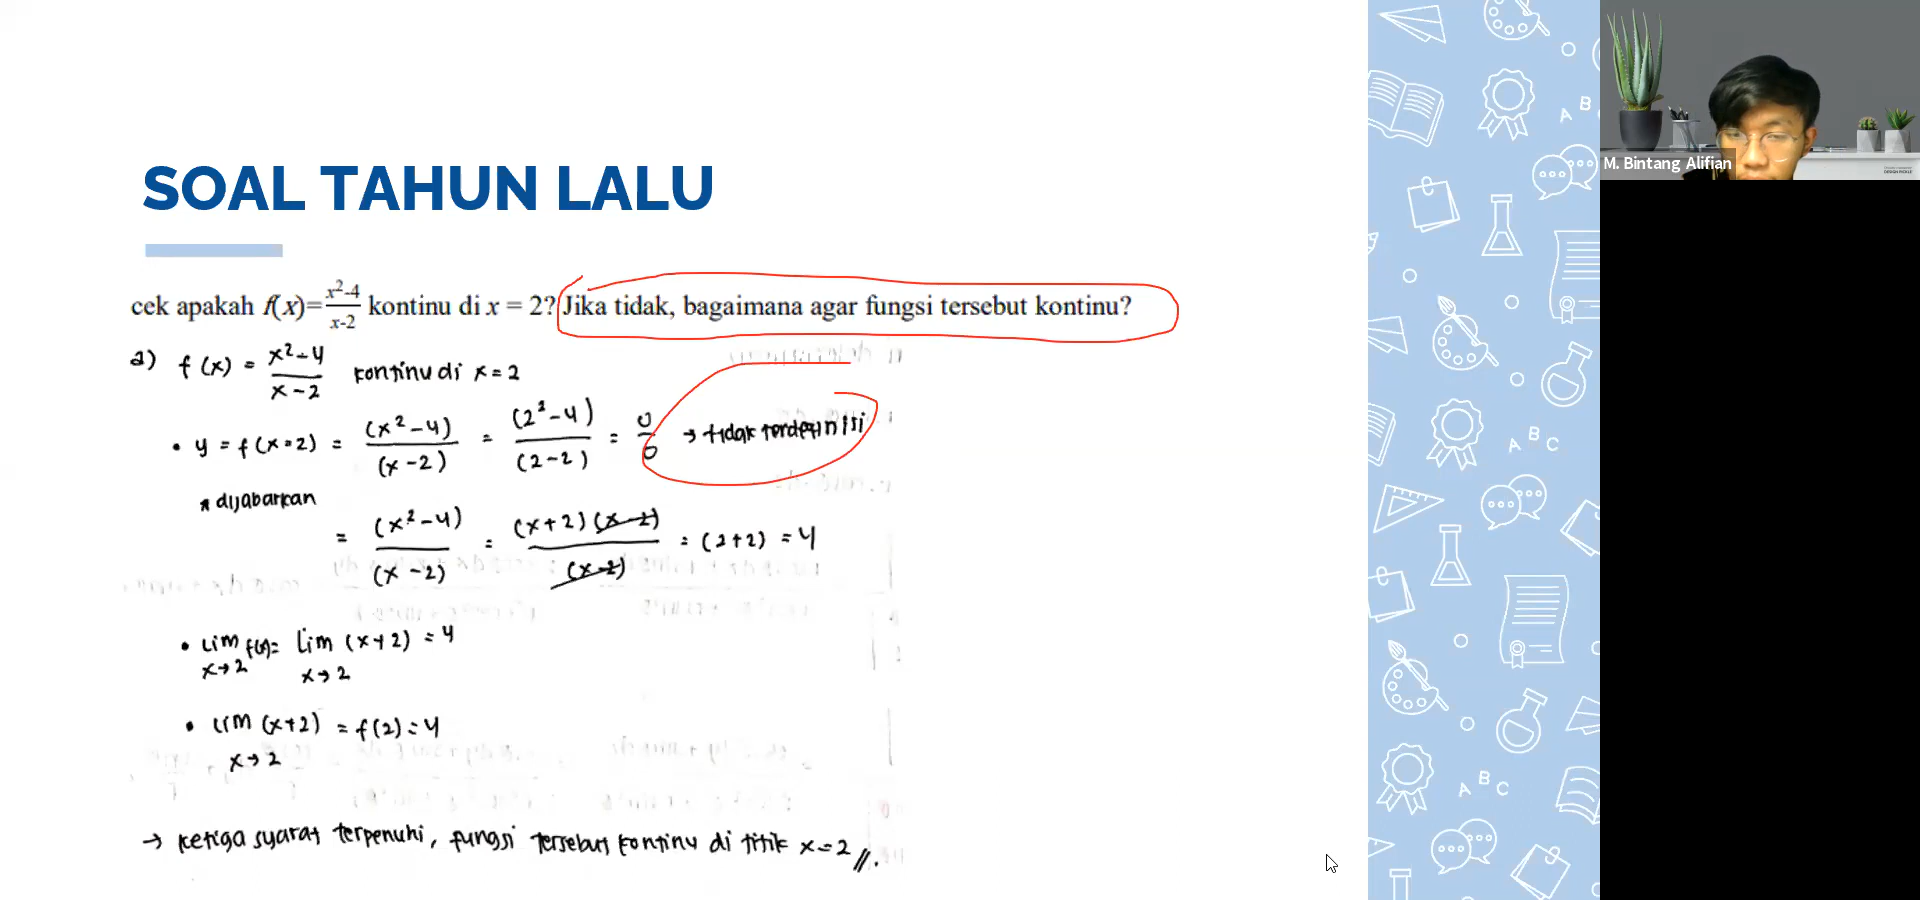 SOAL TAHUN LALU
cek apakah f(x)=x²-4/x-2 kontinu di x = 2? Jika tidak, bagaimana agar fungsi tersebut kontinu?
a) f(x) = x²-4/x-2 kontinu di x=2
• y = f(x=2) = (x²-4)/(x-2) = (2²-4)/(2-2) = 0/0 → tidak terdefinisi
* dijabarkan
= (x²-4)/(x-2) = (x+2)(x-2)/(x-2) = (2+2) = 4
• lim x→2 f(x) = lim x→2 (x+2) = 4
• lim x→2 (x+2) = f(2) = 4
→ ketiga syarat terpenuhi, fungsi tersebut kontinu di titik x=2 //.
M. Bintang Alifian
A B
A B C
A B C